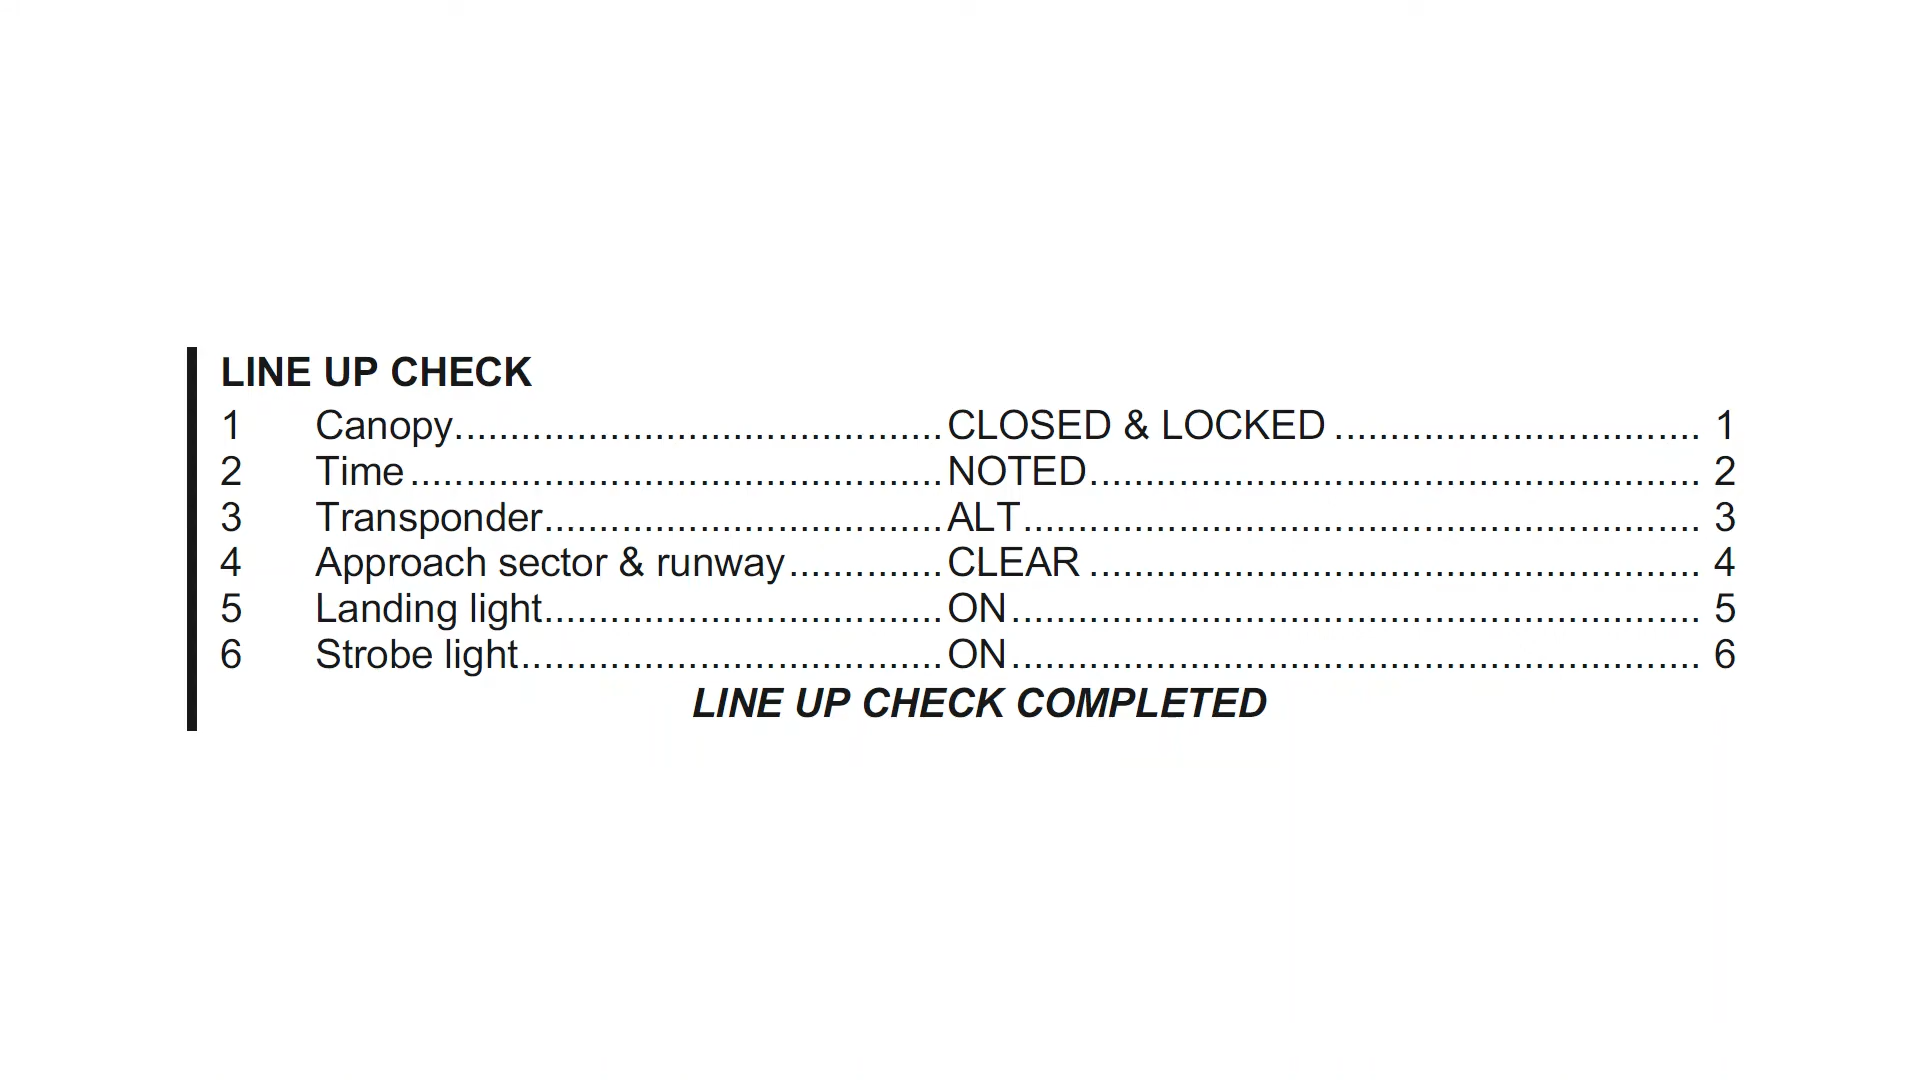 LINE UP CHECK
1 Canopy............................................CLOSED & LOCKED ................................. 1
2 Time ................................................NOTED....................................................... 2
3 Transponder....................................ALT............................................................. 3
4 Approach sector & runway..............CLEAR ....................................................... 4
5 Landing light....................................ON.............................................................. 5
6 Strobe light......................................ON.............................................................. 6
LINE UP CHECK COMPLETED